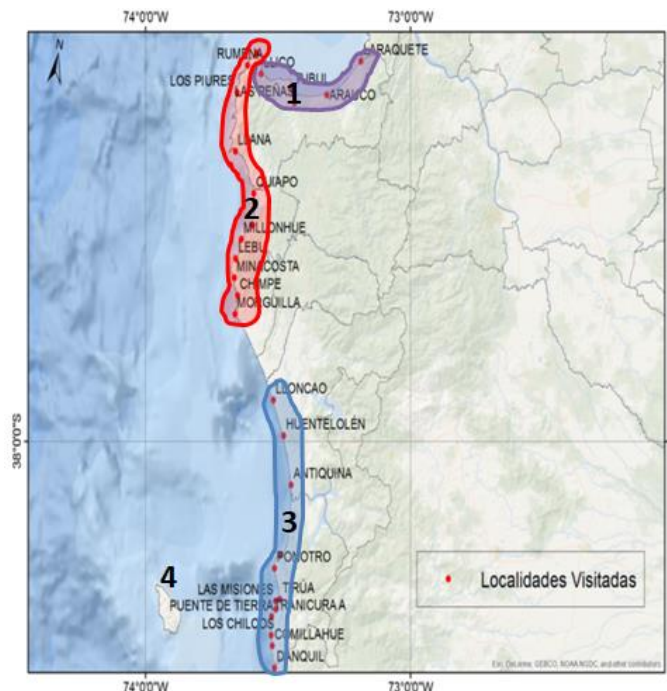 74°0'0"W 73°0'0"W
N
RUMENA
LARAQUETE
LOS PIURES
LAS PEÑAS
1
ARAUCO
QUIAPO
2
MILLONHUE
LEBU
MINACOSTA
CHIMPE
MORGUILLA
LLONCAO
38°0'0"S
HUENTELOLÉN
ANTIQUINA
3
PONOTRO
4
LAS MISIONES TIRÚA
PUENTE DE TIERRA TRANICURA A
LOS CHILCOS
COMILLAHUE
DANQUIL
Localidades Visitadas
74°0'0"W 73°0'0"W